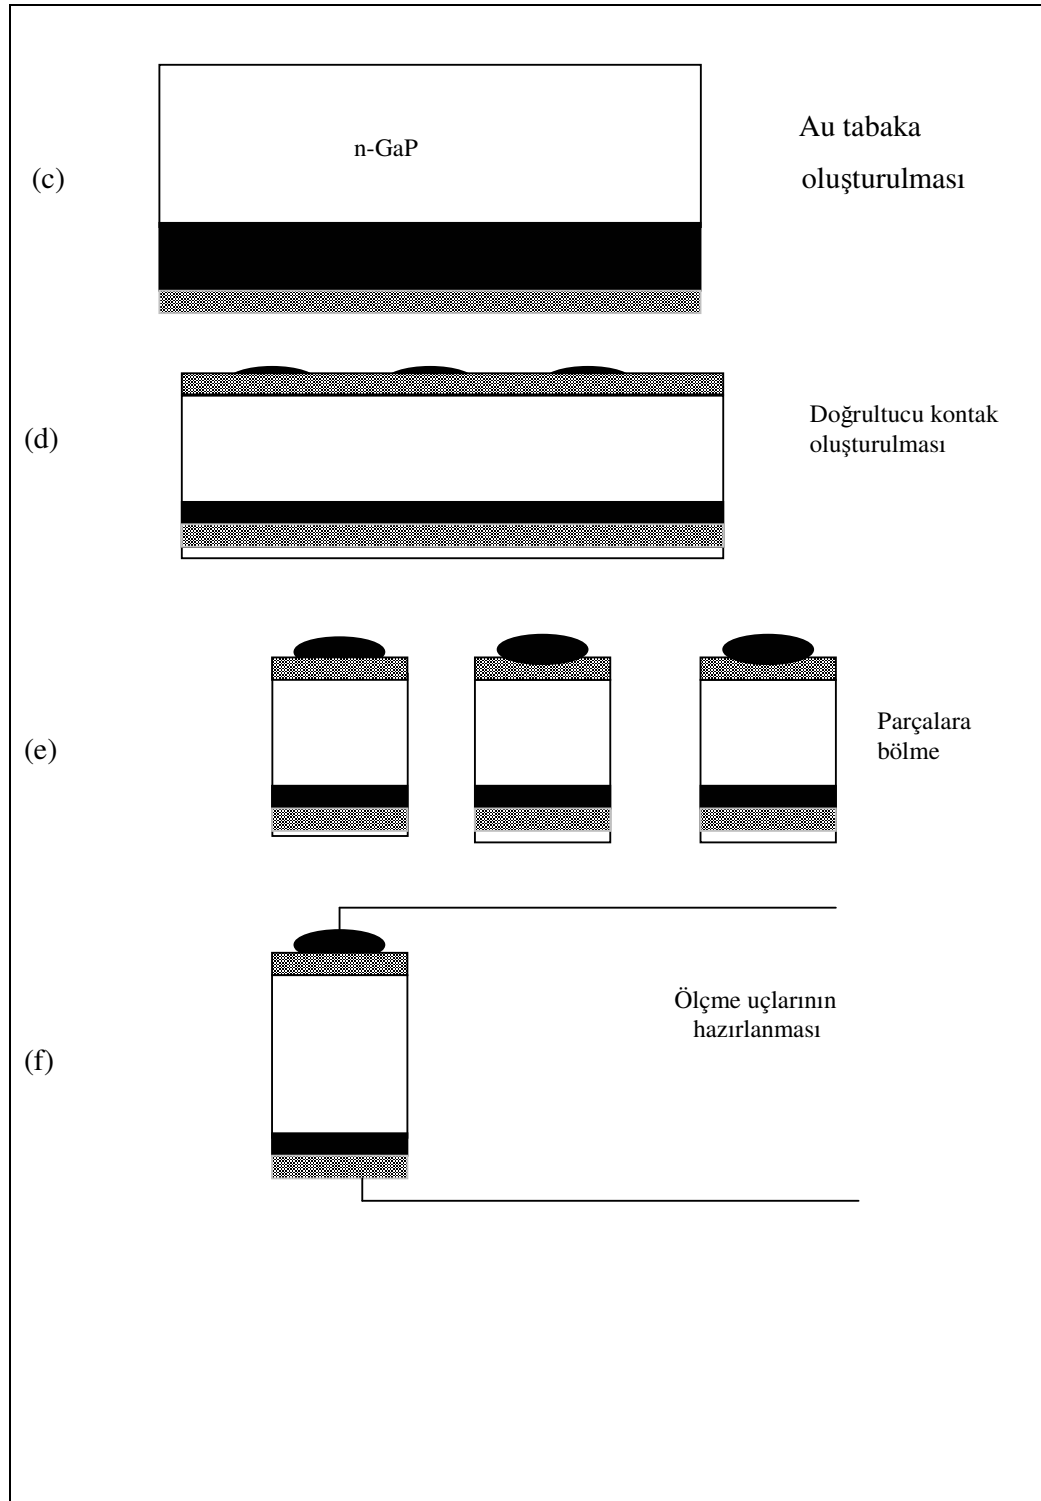 n-GaP
Au tabaka
(c)
oluşturulması
(d)
Doğrultucu kontak
oluşturulması
(e)
Parçalara
bölme
Ölçme uçlarının
hazırlanması
(f)